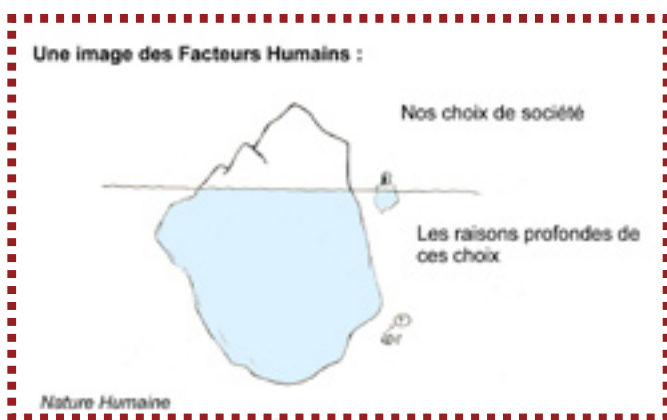 Une image des Facteurs Humains :
Nos choix de société
Les raisons profondes de
ces choix
Nature Humaine